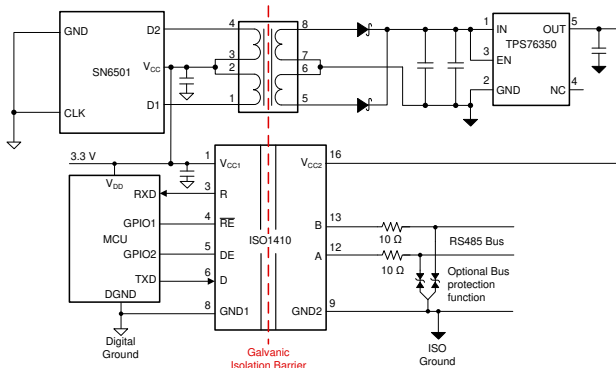 GND
D2
4
8
1
IN
OUT
5
SN6501
TPS76350
VCC
3
7
3
EN
2
6
2
GND
NC
4
CLK
D1
1
5
3.3 V
1
VCC1
VCC2
16
VDD
RXD
3
R
GPIO1
4
RE
ISO1410
B
13
10 Ω
RS485 Bus
MCU
GPIO2
5
DE
A
12
10 Ω
TXD
6
D
Optional Bus
protection
function
DGND
8
GND1
GND2
9
Digital
Ground
Galvanic
Isolation Barrier
ISO
Ground